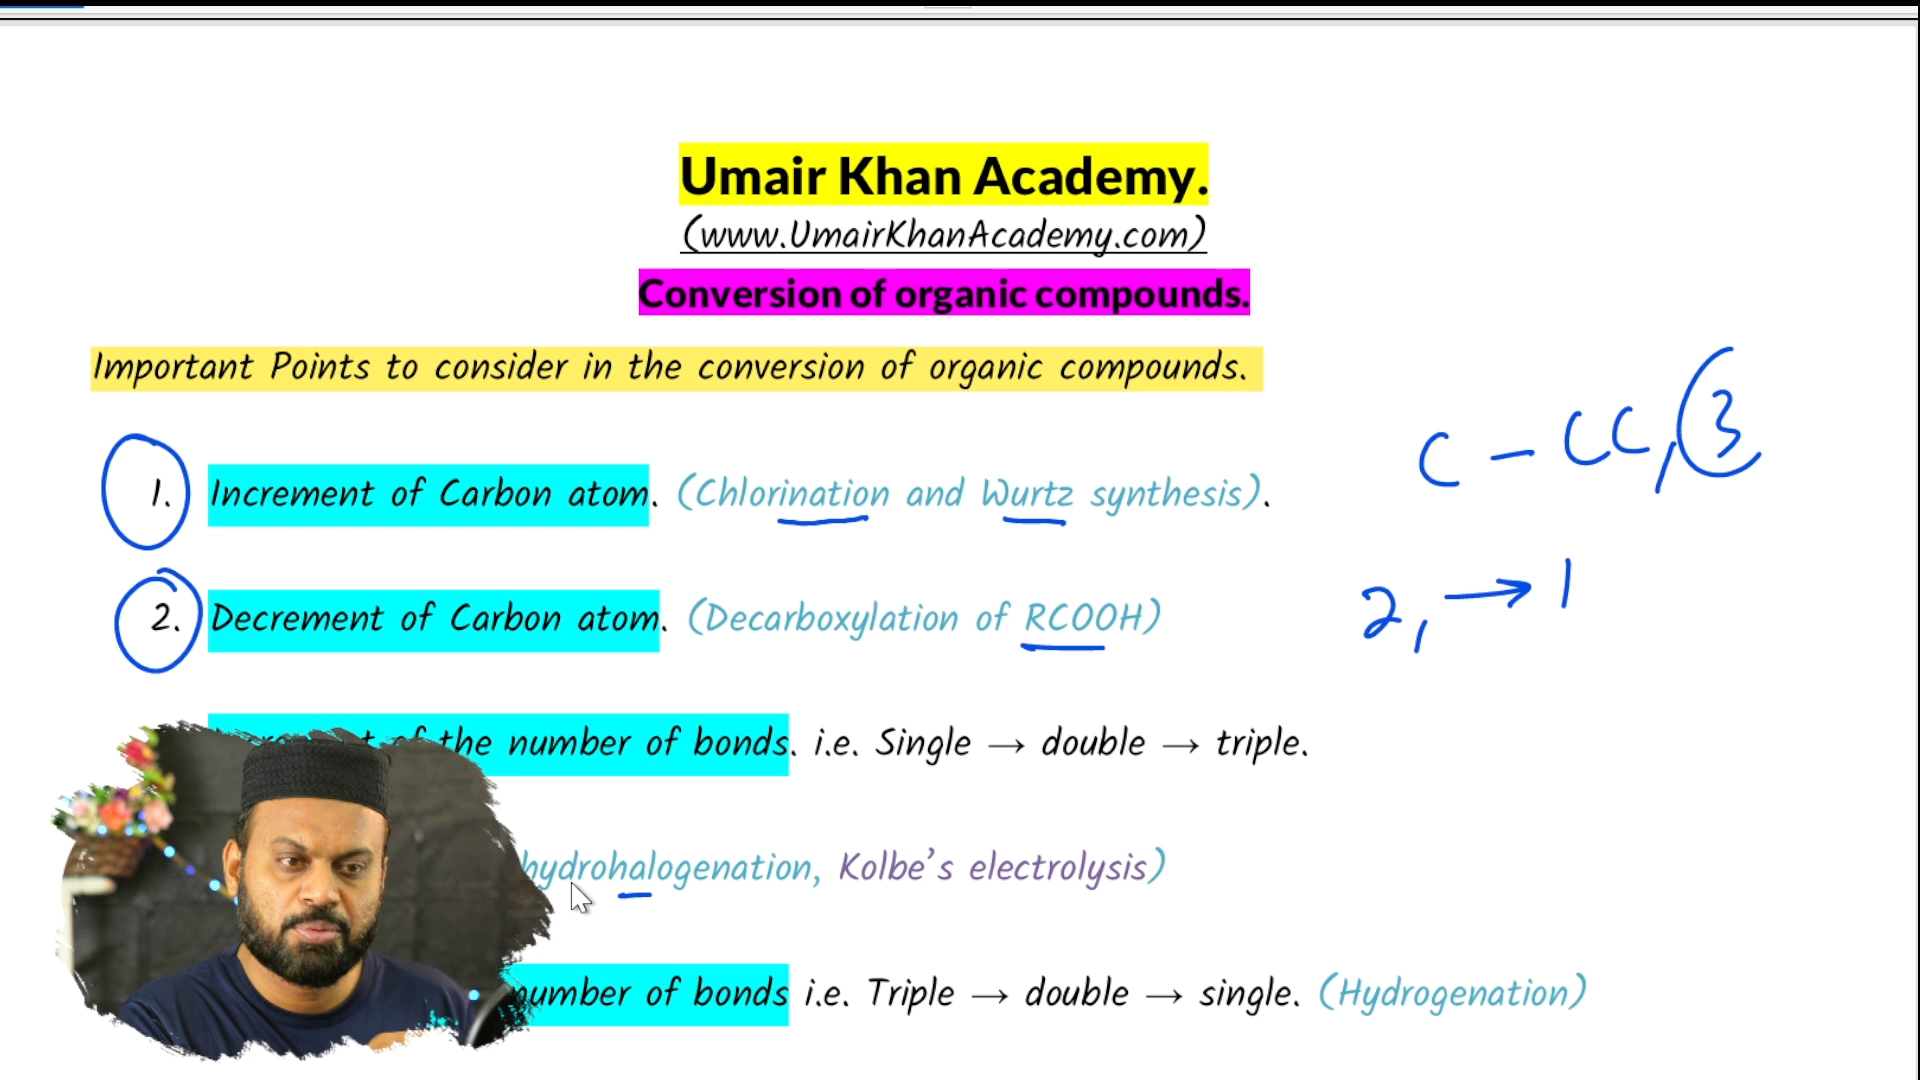 Umair Khan Academy.
(www.UmairKhanAcademy.com)
Conversion of organic compounds.
Important Points to consider in the conversion of organic compounds.
C - CC, 3
1. Increment of Carbon atom. (Chlorination and Wurtz synthesis).
2. Decrement of Carbon atom. (Decarboxylation of RCOOH)
2, → 1
the number of bonds. i.e. Single → double → triple.
hydrohalogenation, Kolbe's electrolysis)
number of bonds i.e. Triple → double → single. (Hydrogenation)